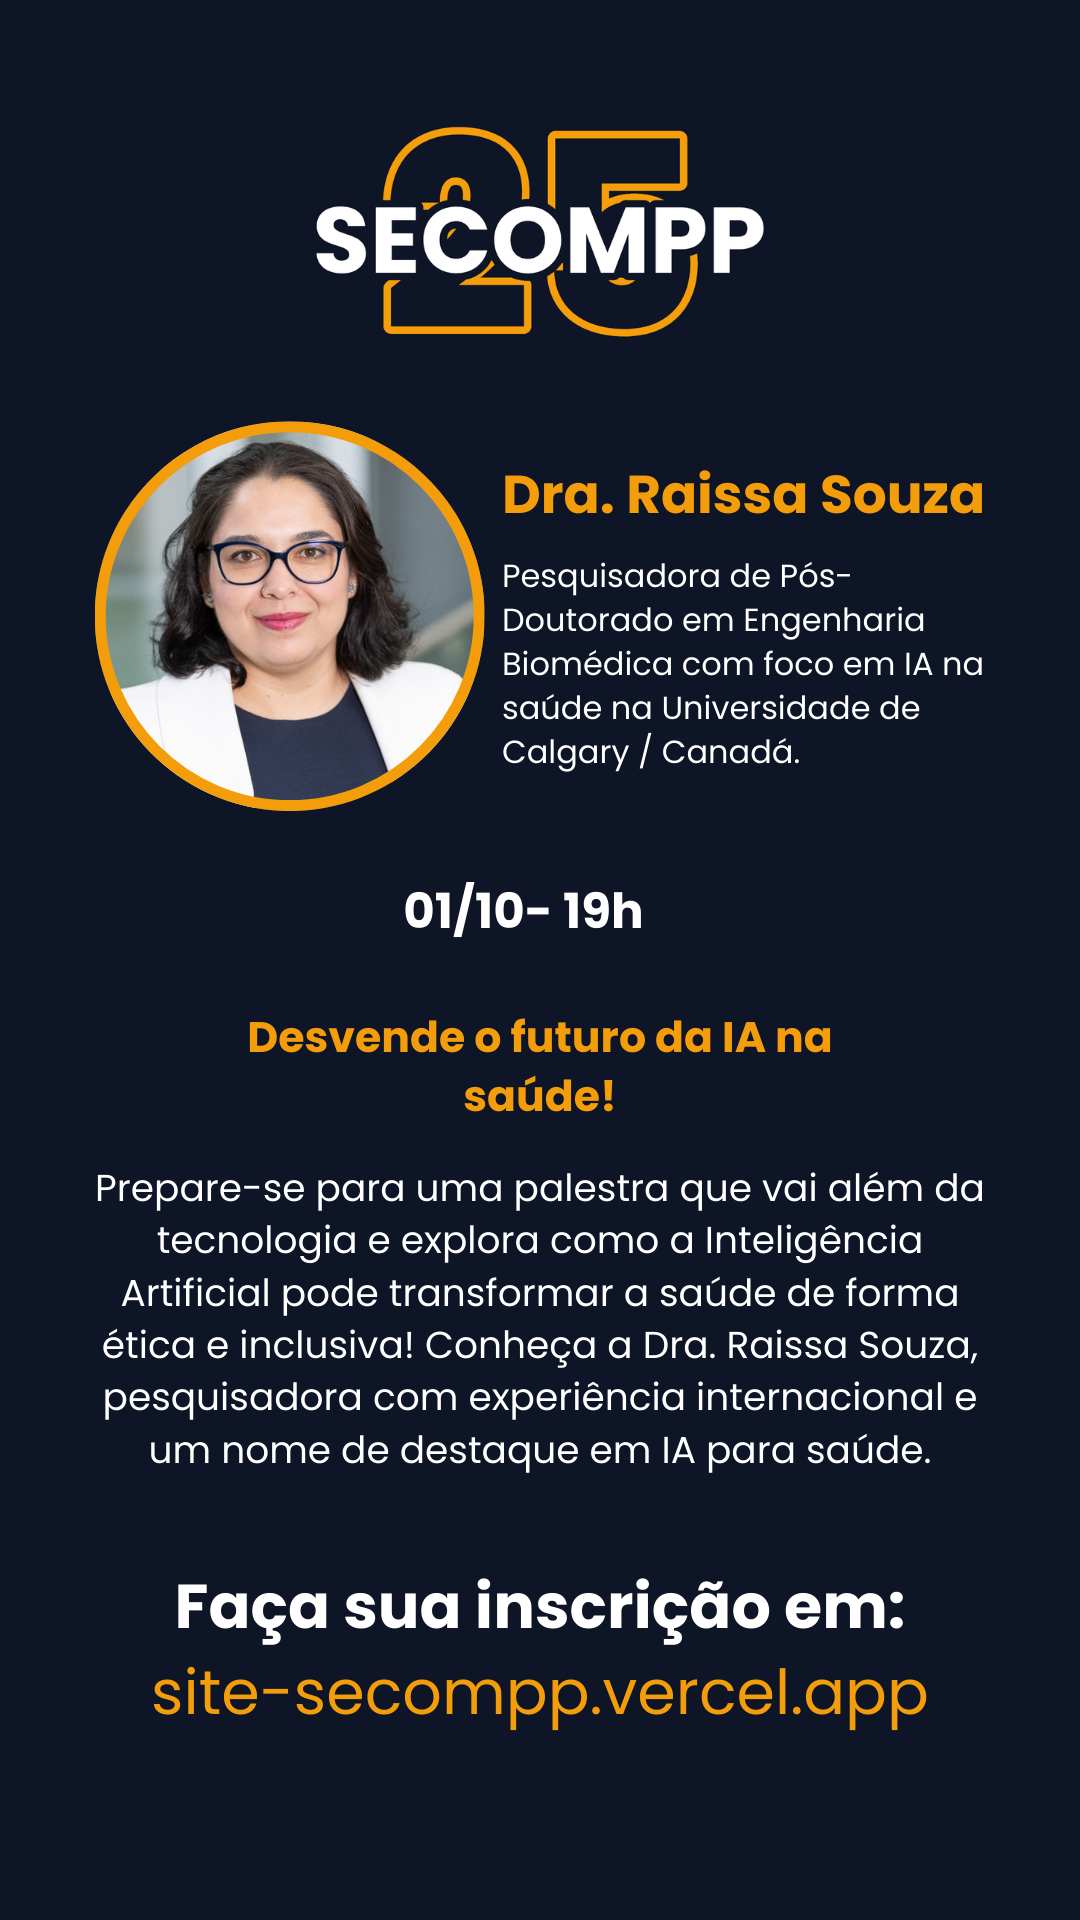 25
SECOMPP
Dra. Raissa Souza
Pesquisadora de Pós-
Doutorado em Engenharia
Biomédica com foco em IA na
saúde na Universidade de
Calgary / Canadá.
01/10- 19h
Desvende o futuro da IA na
saúde!
Prepare-se para uma palestra que vai além da
tecnologia e explora como a Inteligência
Artificial pode transformar a saúde de forma
ética e inclusiva! Conheça a Dra. Raissa Souza,
pesquisadora com experiência internacional e
um nome de destaque em IA para saúde.
Faça sua inscrição em:
site-secompp.vercel.app